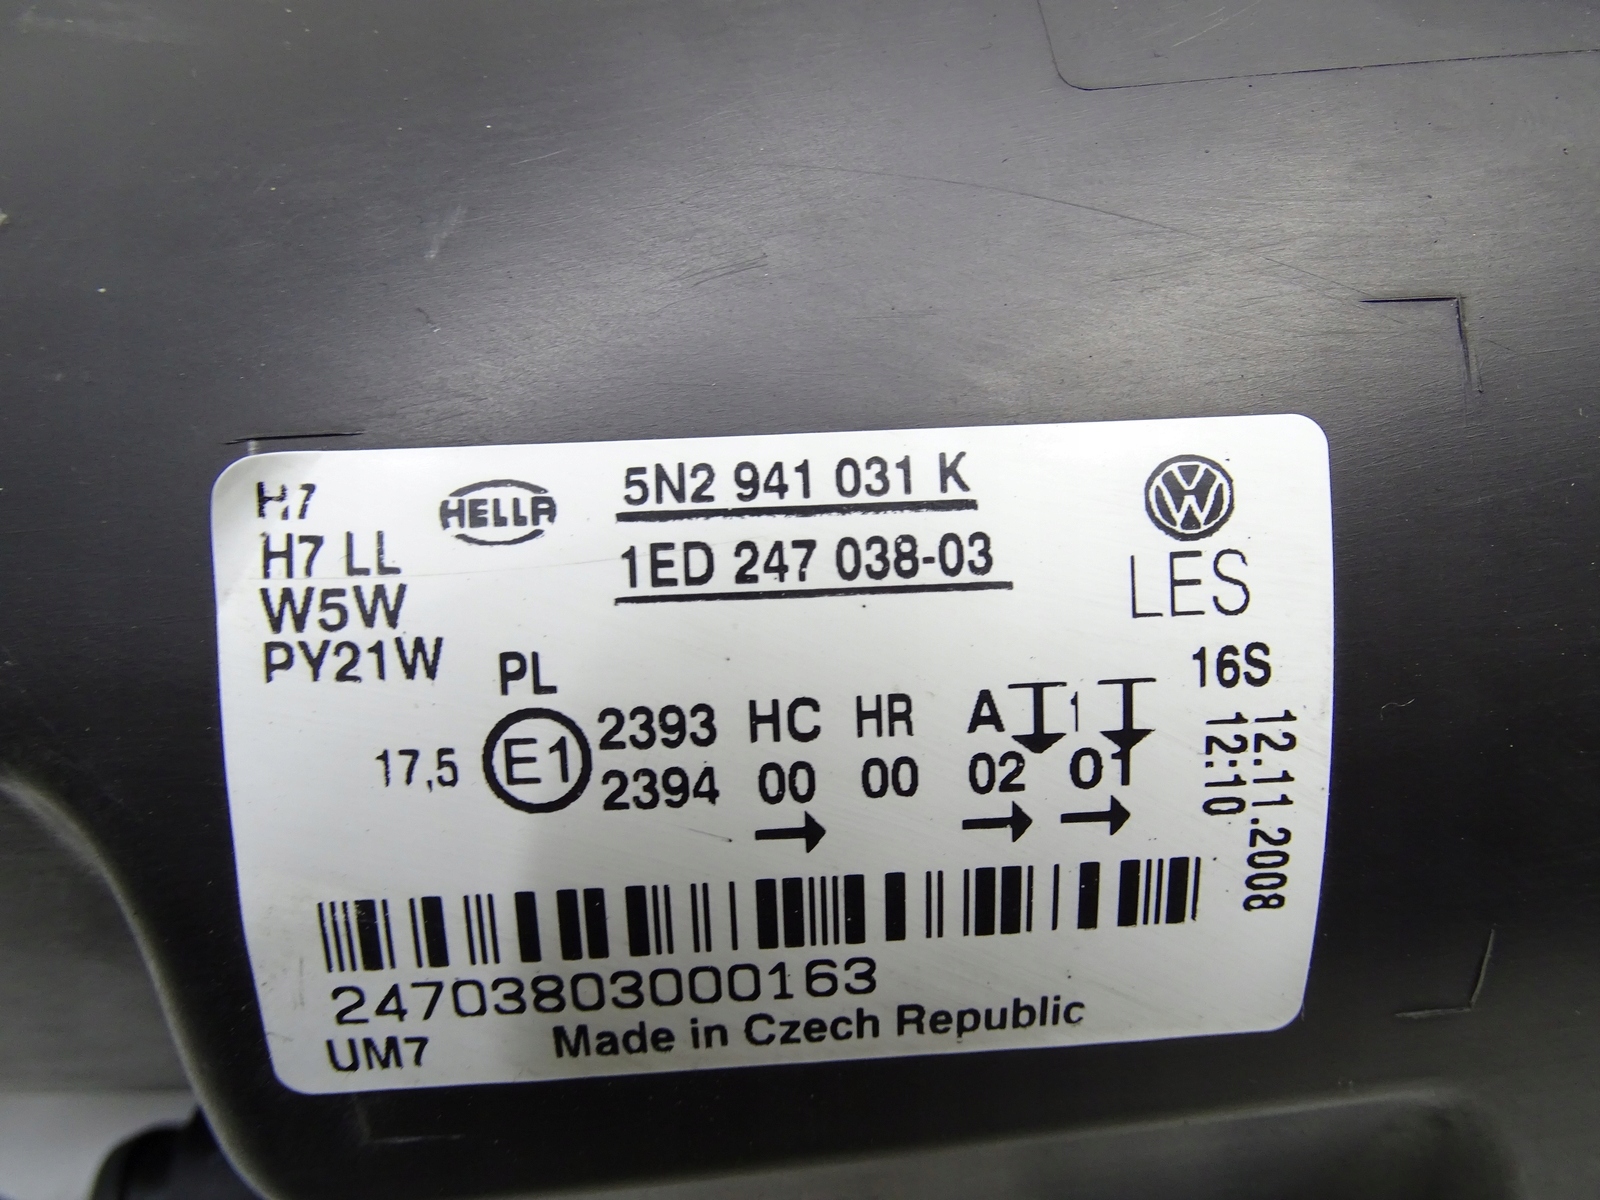 H7
H7 LL
W5W
PY21W
HELLA
5N2 941 031 K
1ED 247 038-03
LES
16S
PL
17,5 E1
2393 HC HR A 1
2394 00 00 02 01
12.11.2008
12:10
24703803000163
UM7
Made in Czech Republic